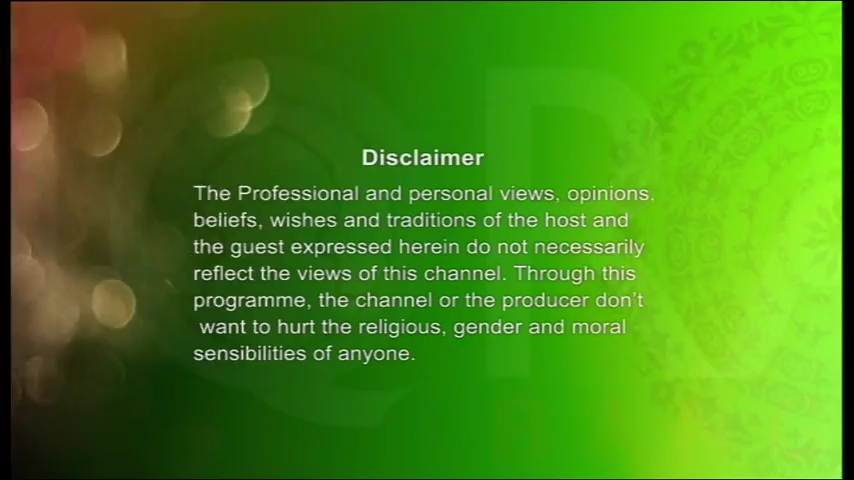 Disclaimer
The Professional and personal views, opinions,
beliefs, wishes and traditions of the host and
the guest expressed herein do not necessarily
reflect the views of this channel. Through this
programme, the channel or the producer don't
want to hurt the religious, gender and moral
sensibilities of anyone.